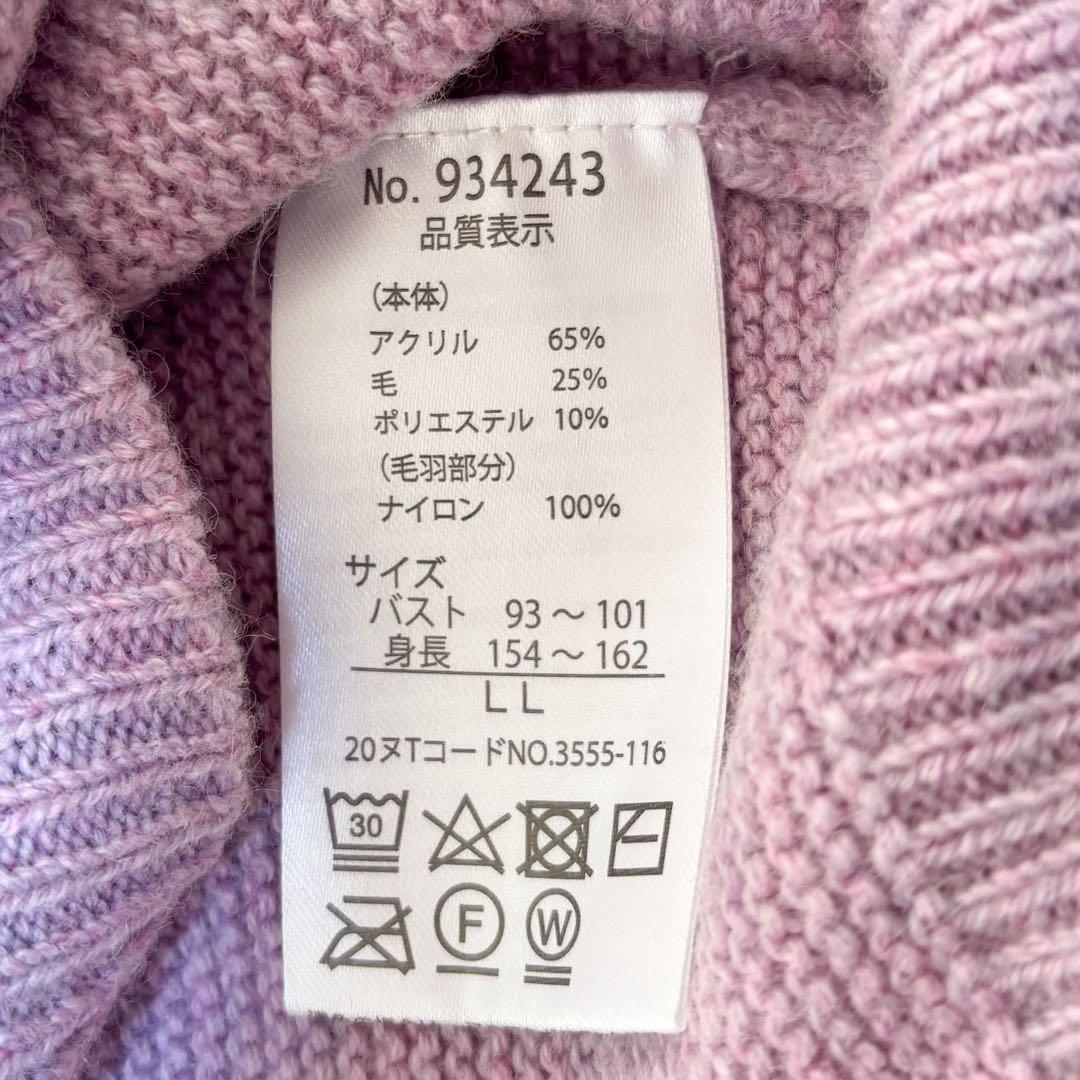 No. 934243
品質表示
（本体）
アクリル 65%
毛 25%
ポリエステル 10%
（毛羽部分）
ナイロン 100%
サイズ
バスト 93～101
身長 154～162
LL
20ヌTコードNO.3555-116
30
F W